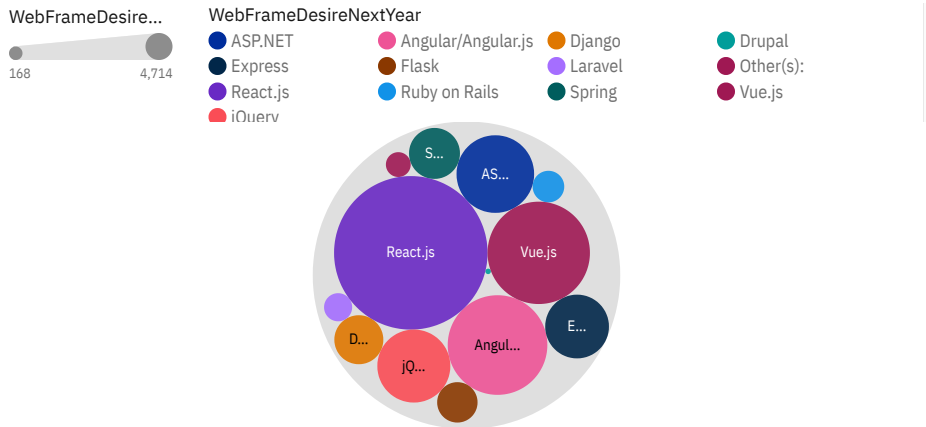 WebFrameDesire...
168 4,714
WebFrameDesireNextYear
ASP.NET Angular/Angular.js Django Drupal
Express Flask Laravel Other(s):
React.js Ruby on Rails Spring Vue.js
jQuery
S...
AS...
React.js
Vue.js
E...
D...
Angul...
jQ...